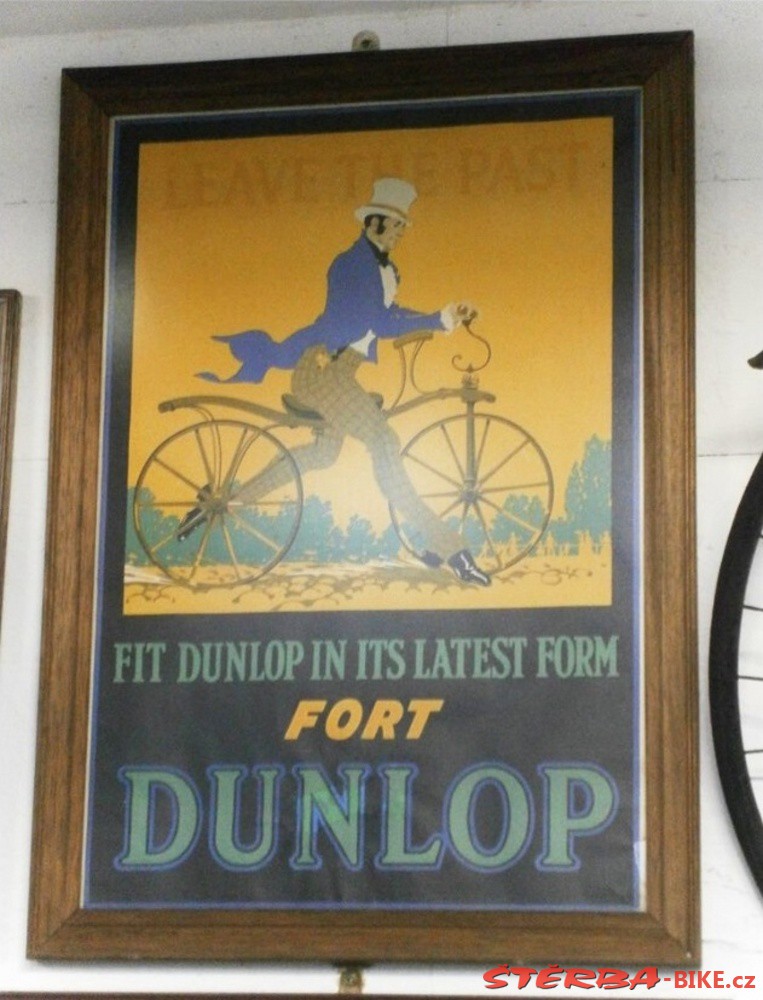 LEAVE THE PAST
FIT DUNLOP IN ITS LATEST FORM
FORT
DUNLOP
ŠTĚRBA-BIKE.cz